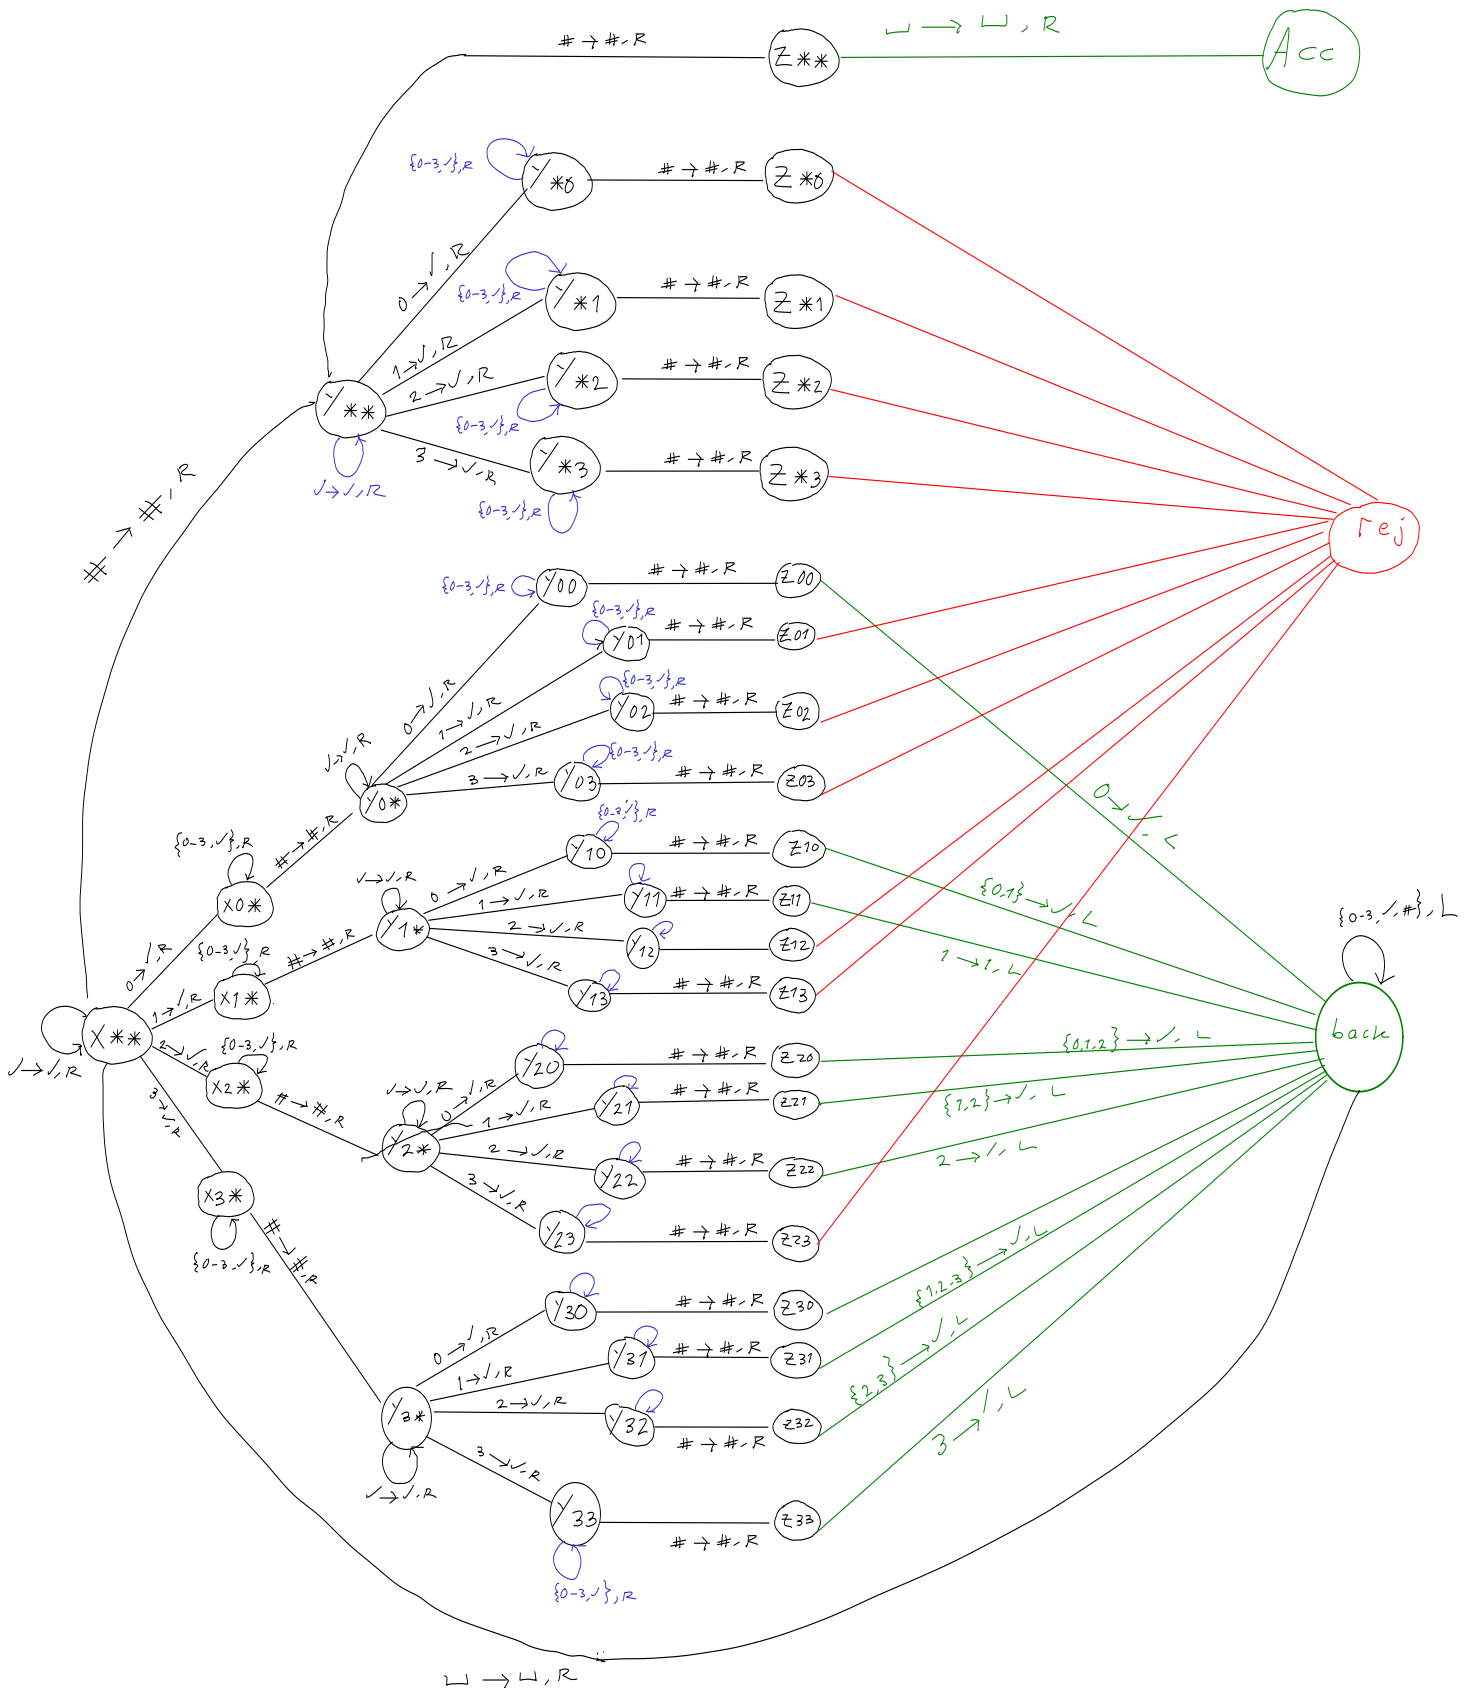 # → #, R
Z**
⊔ → ⊔, R
Acc
{0-3,✓},R
Y*0
# → #, R
Z*0
0 → ✓, R
{0-3,✓},R
Y*1
# → #, R
Z*1
1 → ✓, R
2 → ✓, R
Y*2
# → #, R
Z*2
{0-3,✓},R
Y**
3 → ✓, R
Y*3
# → #, R
Z*3
✓ → ✓, R
{0-3,✓},R
rej
# → #, R
{0-3,✓},R
Y00
# → #, R
Z00
{0-3,✓},R
Y01
# → #, R
Z01
{0-3,✓},R
Y02
# → #, R
Z02
0 → ✓, R
1 → ✓, R
2 → ✓, R
3 → ✓, R
{0-3,✓},R
Y03
# → #, R
Z03
✓ → ✓, R
Y0*
0 → ✓, L
{0-3,✓},R
X0*
# → #, R
{0-3,✓},R
Y10
# → #, R
Z10
{0,1} → ✓, L
✓ → ✓, R
Y1*
0 → ✓, R
1 → ✓, R
2 → ✓, R
3 → ✓, R
Y11
# → #, R
Z11
1 → 1, L
Y12
Z12
Y13
# → #, R
Z13
{0-3,✓,#}, L
back
0 → /, R
{0-3,✓},R
X1*
# → #, R
1 → /, R
X**
✓ → ✓, R
2 → ✓, R
{0-3,✓},R
X2*
# → #, R
3 → ✓, R
Y20
# → #, R
Z20
{0,1,2} → ✓, L
✓ → ✓, R
Y2*
0 → ✓, R
1 → ✓, R
2 → ✓, R
3 → ✓, R
Y21
# → #, R
Z21
{1,2} → ✓, L
Y22
# → #, R
Z22
2 → /, L
Y23
# → #, R
Z23
X3*
{0-3,✓},R
# → #, R
Y30
# → #, R
Z30
{1,2-3} → ✓, L
0 → ✓, R
1 → ✓, R
2 → ✓, R
3 → ✓, R
Y31
# → #, R
Z31
{2,3} → ✓, L
Y3*
✓ → ✓, R
Y32
# → #, R
Z32
3 → /, L
Y33
# → #, R
Z33
{0-3,✓},R
⊔ → ⊔, R